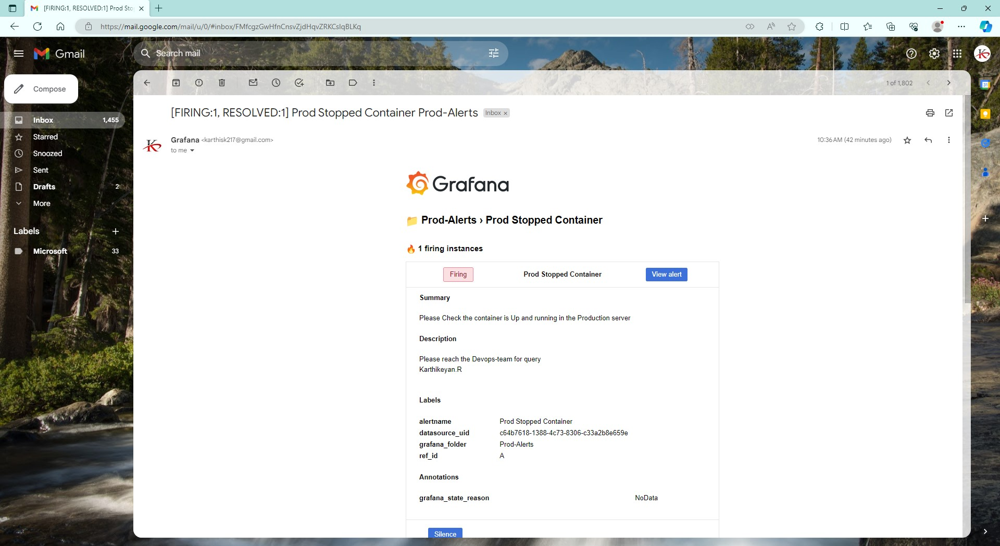 [FIRING:1, RESOLVED:1] Prod Sto
https://mail.google.com/mail/u/0/#inbox/FMfcgzGwHfnCnsvZjdHqvZRKCslqBLKq
Gmail
Search mail
Compose
1 of 1,802
31
Inbox 1,455
Starred
Snoozed
Sent
Drafts 2
More
Labels
Microsoft 33
[FIRING:1, RESOLVED:1] Prod Stopped Container Prod-Alerts Inbox ×
Grafana <karthisk217@gmail.com> 10:36 AM (42 minutes ago)
to me
Grafana
Prod-Alerts › Prod Stopped Container
1 firing instances
Firing Prod Stopped Container View alert
Summary
Please Check the container is Up and running in the Production server
Description
Please reach the Devops-team for query
Karthikeyan.R
Labels
alertname Prod Stopped Container
datasource_uid c64b7618-1388-4c73-8306-c33a2b8e659e
grafana_folder Prod-Alerts
ref_id A
Annotations
grafana_state_reason NoData
Silence